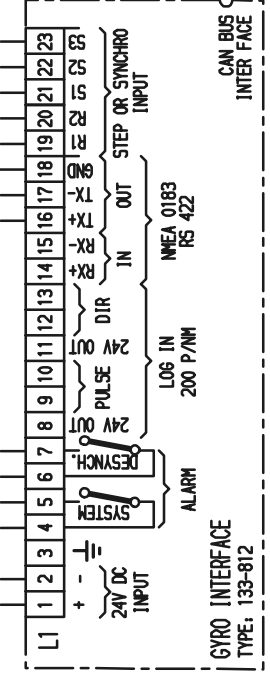 CAN BUS
INTER FACE
23 S3
22 S2
21 S1
20 R2
19 R1
STEP OR SYNCHRO
INPUT
18 GND
17 TX-
16 TX+
OUT
15 RX-
14 RX+
IN
NMEA 0183
RS 422
13
12
DIR
11 24V OUT
10
9
PULSE
8 24V OUT
LOG IN
200 P/NM
7
6
DESYNCH.
5
4
SYSTEM
ALARM
3
2 -
1 +
24V DC
INPUT
L1
GYRO INTERFACE
TYPE: 133-812